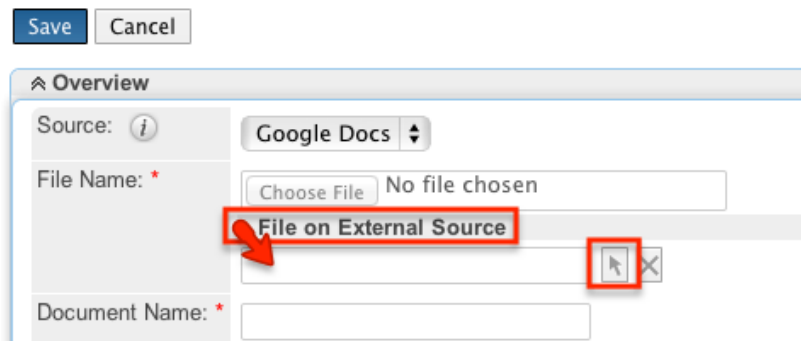 Save Cancel
Overview
Source: i Google Docs
File Name: * Choose File No file chosen
File on External Source
Document Name: *